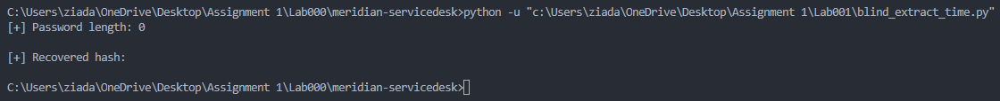 C:\Users\ziada\OneDrive\Desktop\Assignment 1\Lab000\meridian-servicedesk>python -u "c:\Users\ziada\OneDrive\Desktop\Assignment 1\Lab001\blind_extract_time.py"
[+] Password length: 0
[+] Recovered hash:
C:\Users\ziada\OneDrive\Desktop\Assignment 1\Lab000\meridian-servicedesk>